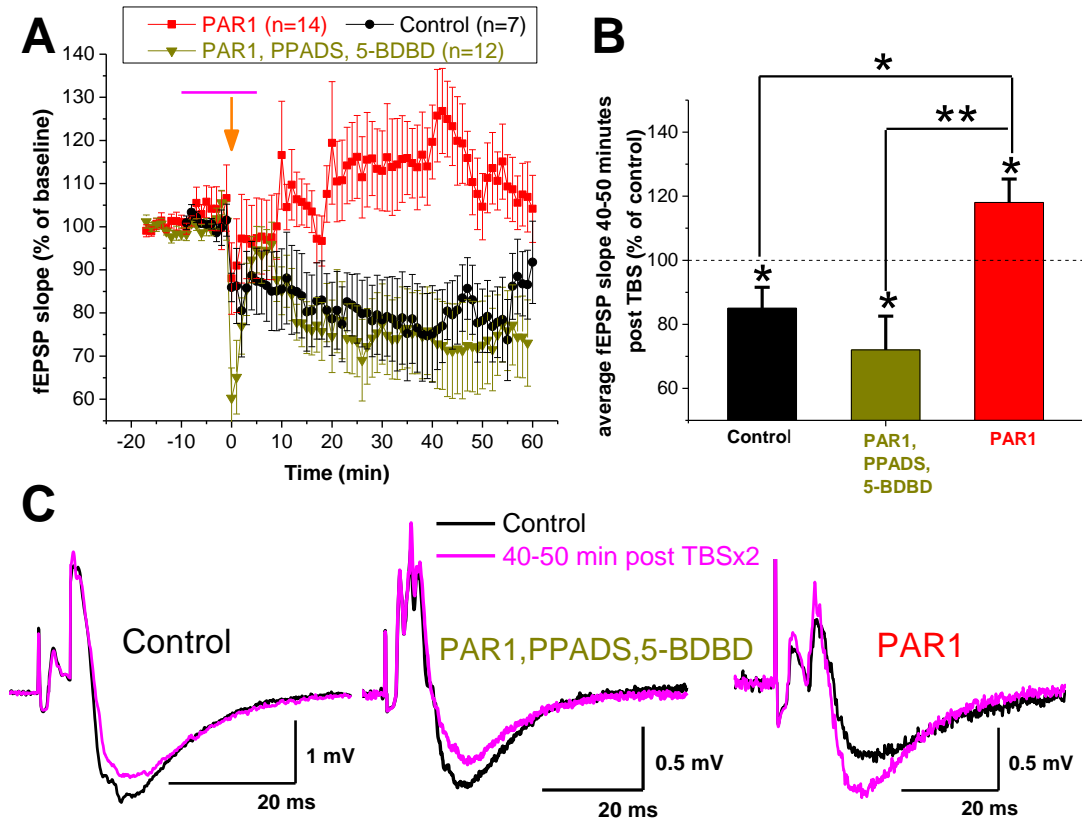 A
PAR1 (n=14) Control (n=7)
PAR1, PPADS, 5-BDBD (n=12)
fEPSP slope (% of baseline)
140
130
120
110
100
90
80
70
60
-20 -10 0 10 20 30 40 50 60
Time (min)
B
average fEPSP slope 40-50 minutes
post TBS (% of control)
*
**
* * *
140
120
100
80
60
Control
PAR1,
PPADS,
5-BDBD
PAR1
C
Control
40-50 min post TBSx2
Control
PAR1,PPADS,5-BDBD
PAR1
1 mV
20 ms
0.5 mV
20 ms
0.5 mV
20 ms